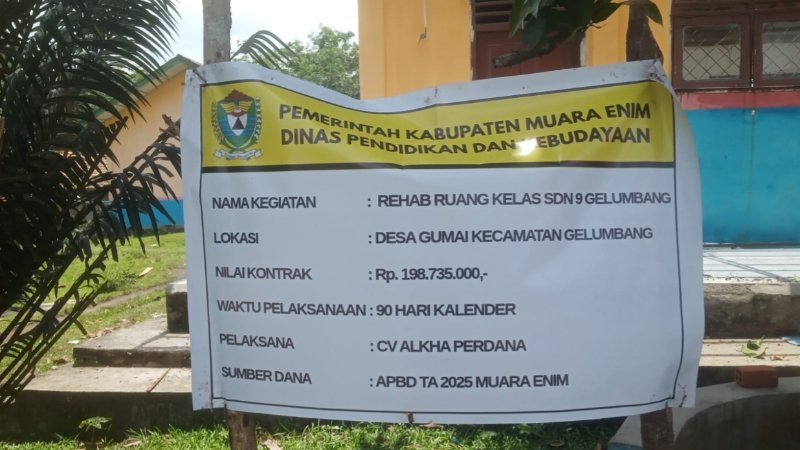 PEMERINTAH KABUPATEN MUARA ENIM
DINAS PENDIDIKAN DAN KEBUDAYAAN
NAMA KEGIATAN : REHAB RUANG KELAS SDN 9 GELUMBANG
LOKASI : DESA GUMAI KECAMATAN GELUMBANG
NILAI KONTRAK : Rp. 198.735.000,-
WAKTU PELAKSANAAN : 90 HARI KALENDER
PELAKSANA : CV ALKHA PERDANA
SUMBER DANA : APBD TA 2025 MUARA ENIM